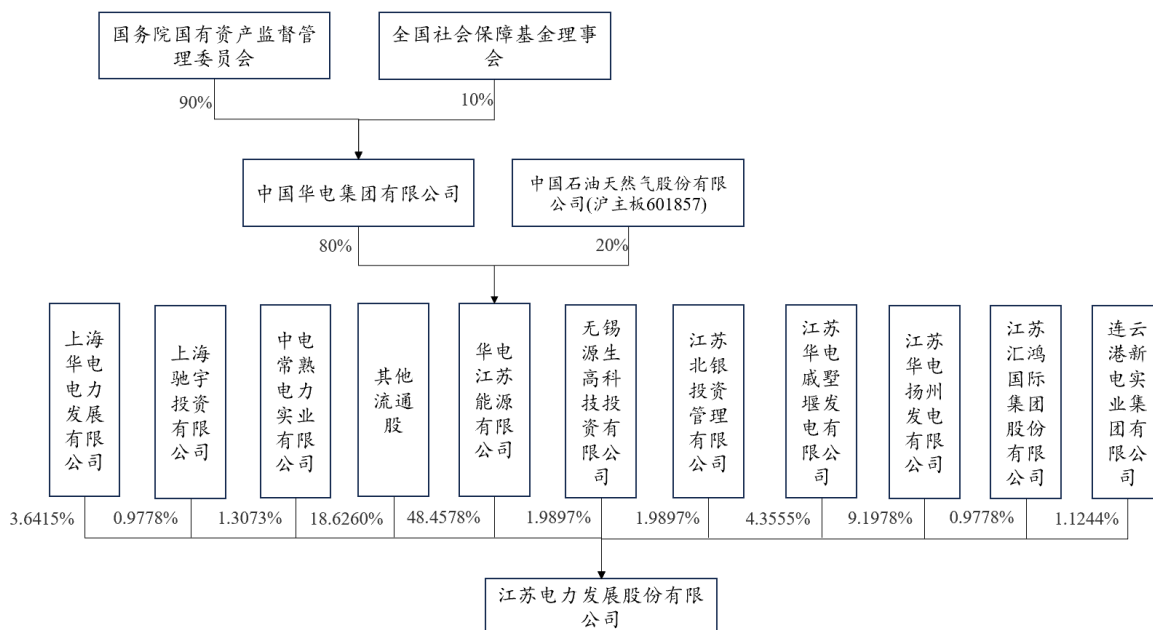 国务院国有资产监督管
理委员会
全国社会保障基金理事
会
90%
10%
中国华电集团有限公司
中国石油天然气股份有限
公司(沪主板601857)
80%
20%
上海
华电
电力
发展
有限
公司
上海
驰宇
投资
有限
公司
中电
常熟
电力
实业
有限
公司
其他
流通
股
华电
江苏
能源
有限
公司
无锡
源生
高科
技投
资有
限公
司
江苏
北银
投资
管理
有限
公司
江苏
华电
戚墅
堰发
电有
限公
司
江苏
华电
扬州
发电
有限
公司
江苏
汇鸿
国际
集团
股份
有限
公司
连云
港新
电实
业集
团有
限公
司
3.6415%
0.9778%
1.3073%
18.6260%
48.4578%
1.9897%
1.9897%
4.3555%
9.1978%
0.9778%
1.1244%
江苏电力发展股份有限
公司